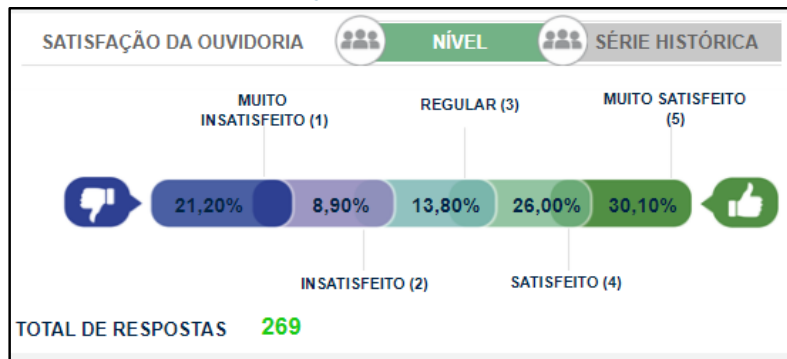 SATISFAÇÃO DA OUVIDORIA
NÍVEL
SÉRIE HISTÓRICA
MUITO
INSATISFEITO (1)
REGULAR (3)
MUITO SATISFEITO
(5)
21,20%
8,90%
13,80%
26,00%
30,10%
INSATISFEITO (2)
SATISFEITO (4)
TOTAL DE RESPOSTAS 269